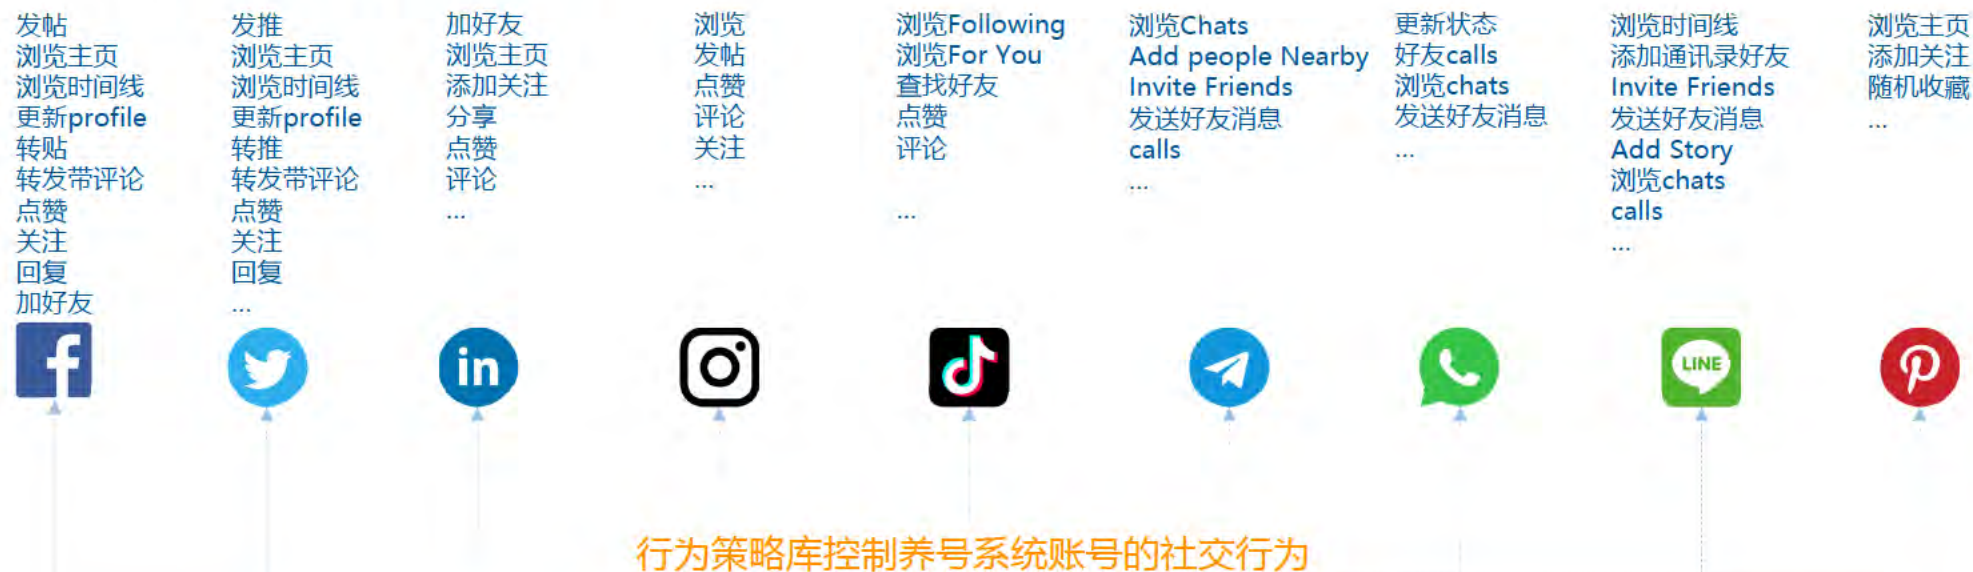 发帖
浏览主页
浏览时间线
更新profile
转贴
转发带评论
点赞
关注
回复
加好友
发推
浏览主页
浏览时间线
更新profile
转推
转发带评论
点赞
关注
回复
...
加好友
浏览主页
添加关注
分享
点赞
评论
...
浏览
发帖
点赞
评论
关注
...
浏览Following
浏览For You
查找好友
点赞
评论
...
浏览Chats
Add people Nearby
Invite Friends
发送好友消息
calls
...
更新状态
好友calls
浏览chats
发送好友消息
...
浏览时间线
添加通讯录好友
Invite Friends
发送好友消息
Add Story
浏览chats
calls
...
浏览主页
添加关注
随机收藏
...
f
in
LINE
行为策略库控制养号系统账号的社交行为